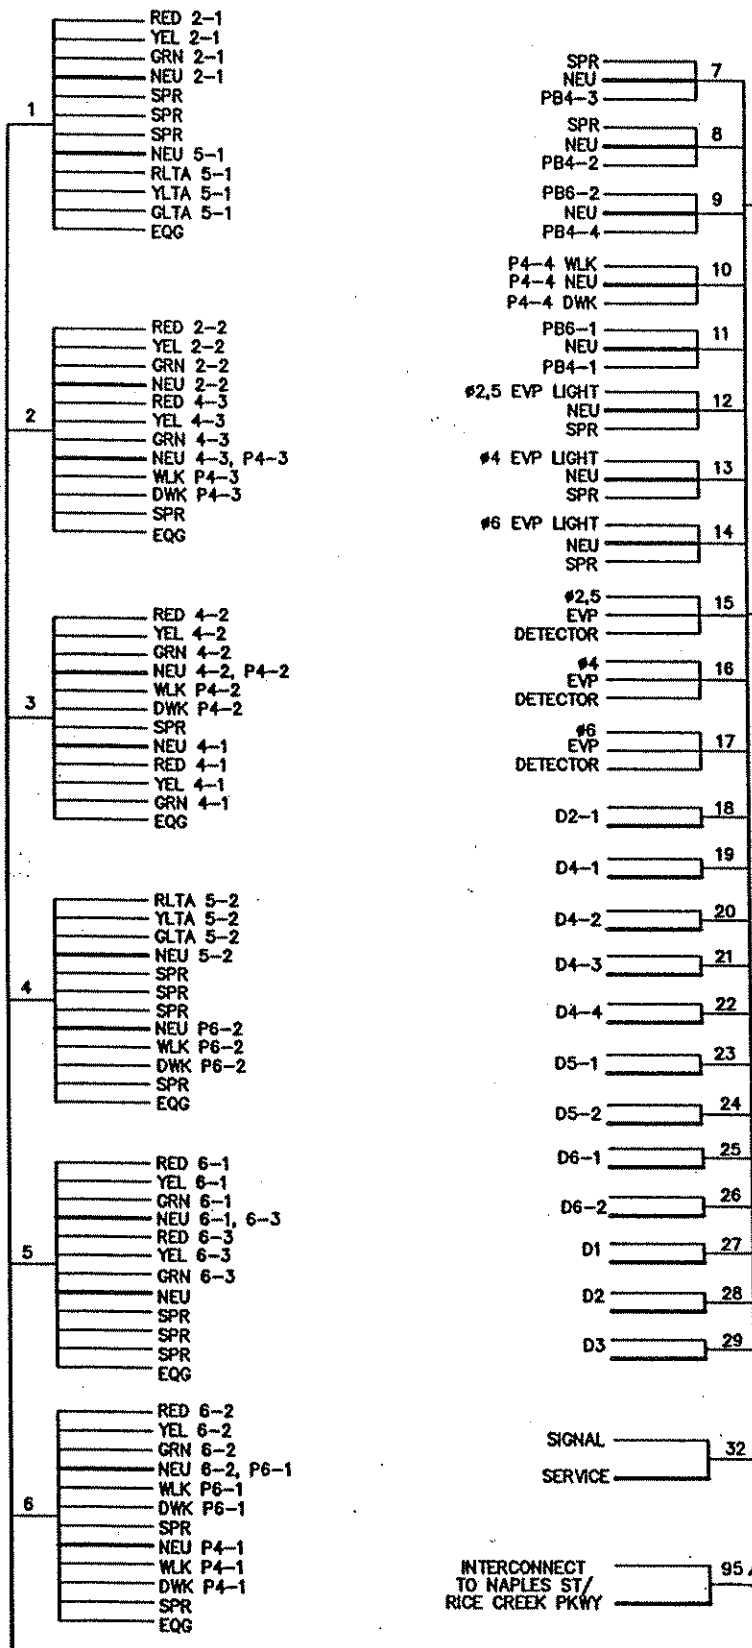 1
RED 2-1
YEL 2-1
GRN 2-1
NEU 2-1
SPR
SPR
SPR
NEU 5-1
RLTA 5-1
YLTA 5-1
GLTA 5-1
EQG
2
RED 2-2
YEL 2-2
GRN 2-2
NEU 2-2
RED 4-3
YEL 4-3
GRN 4-3
NEU 4-3, P4-3
WLK P4-3
DWK P4-3
SPR
EQG
3
RED 4-2
YEL 4-2
GRN 4-2
NEU 4-2, P4-2
WLK P4-2
DWK P4-2
SPR
NEU 4-1
RED 4-1
YEL 4-1
GRN 4-1
EQG
4
RLTA 5-2
YLTA 5-2
GLTA 5-2
NEU 5-2
SPR
SPR
SPR
NEU P6-2
WLK P6-2
DWK P6-2
SPR
EQG
5
RED 6-1
YEL 6-1
GRN 6-1
NEU 6-1, 6-3
RED 6-3
YEL 6-3
GRN 6-3
NEU
SPR
SPR
SPR
EQG
6
RED 6-2
YEL 6-2
GRN 6-2
NEU 6-2, P6-1
WLK P6-1
DWK P6-1
SPR
NEU P4-1
WLK P4-1
DWK P4-1
SPR
EQG
SPR
NEU
PB4-3
7
SPR
NEU
PB4-2
8
PB6-2
NEU
PB4-4
9
P4-4 WLK
P4-4 NEU
P4-4 DWK
10
PB6-1
NEU
PB4-1
11
ø2,5 EVP LIGHT
NEU
SPR
12
ø4 EVP LIGHT
NEU
SPR
13
ø6 EVP LIGHT
NEU
SPR
14
ø2,5
EVP
DETECTOR
15
ø4
EVP
DETECTOR
16
ø6
EVP
DETECTOR
17
D2-1 18
D4-1 19
D4-2 20
D4-3 21
D4-4 22
D5-1 23
D5-2 24
D6-1 25
D6-2 26
D1 27
D2 28
D3 29
SIGNAL
SERVICE
32
INTERCONNECT
TO NAPLES ST/
RICE CREEK PKWY
95